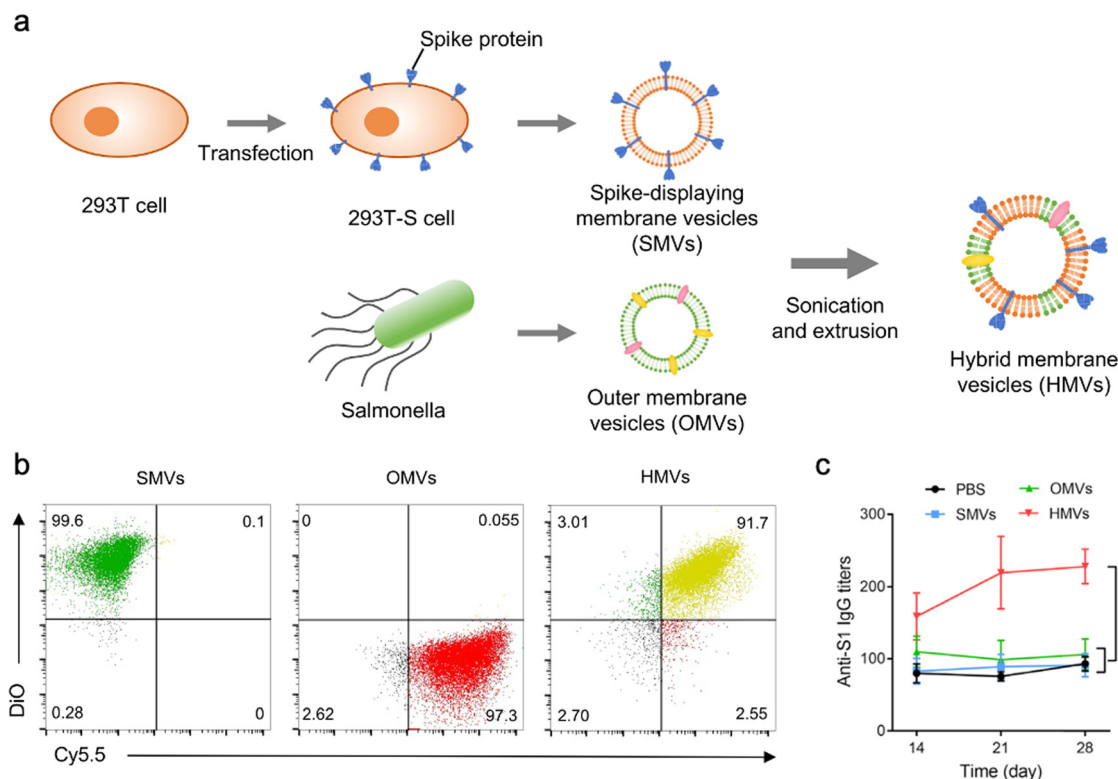 a
Spike protein
Transfection
293T cell
293T-S cell
Spike-displaying
membrane vesicles
(SMVs)
Salmonella
Outer membrane
vesicles (OMVs)
Sonication
and extrusion
Hybrid membrane
vesicles (HMVs)
b
SMVs
OMVs
HMVs
99.6
0.1
0.28
0
0
0.055
2.62
97.3
3.01
91.7
2.70
2.55
DiO
Cy5.5
c
PBS
OMVs
SMVs
HMVs
Anti-S1 IgG titers
300
200
100
0
14
21
28
Time (day)